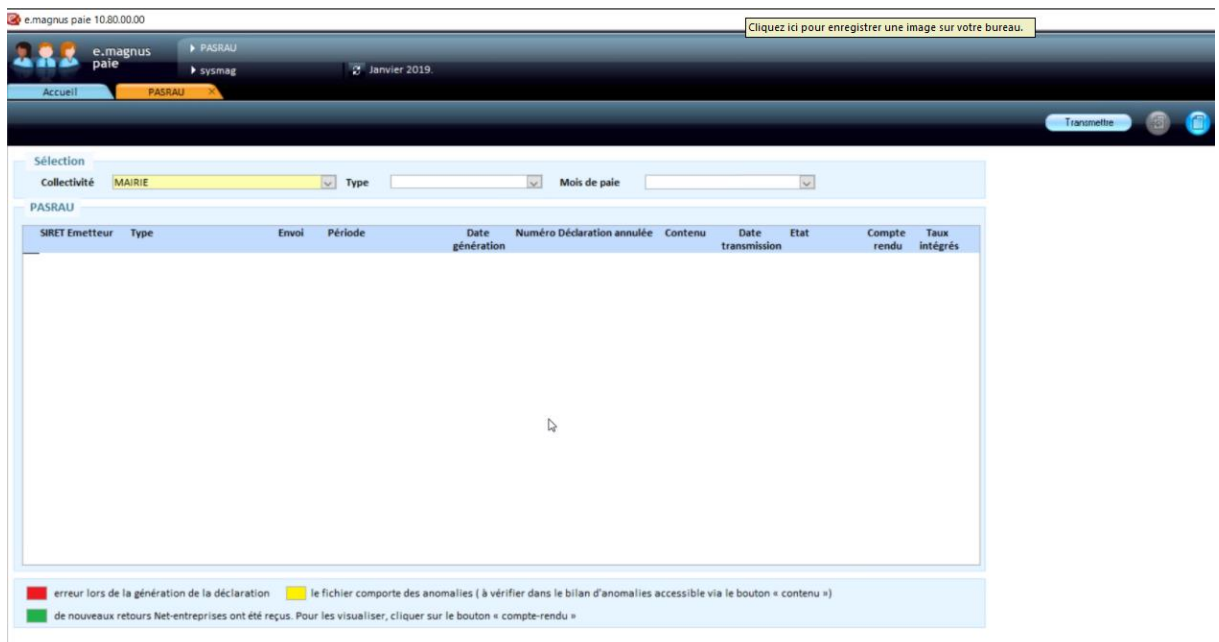 e.magnus paie 10.80.00.00
Cliquez ici pour enregistrer une image sur votre bureau.
e.magnus paie
PASRAU
sysmag
Janvier 2019.
Accueil PASRAU
Transmettre
Sélection
Collectivité MAIRIE Type Mois de paie
PASRAU
SIRET Emetteur Type Envoi Période Date génération Numéro Déclaration annulée Contenu Date transmission Etat Compte rendu Taux intégrés
erreur lors de la génération de la déclaration le fichier comporte des anomalies ( à vérifier dans le bilan d'anomalies accessible via le bouton « contenu »)
de nouveaux retours Net-entreprises ont été reçus. Pour les visualiser, cliquer sur le bouton « compte-rendu »